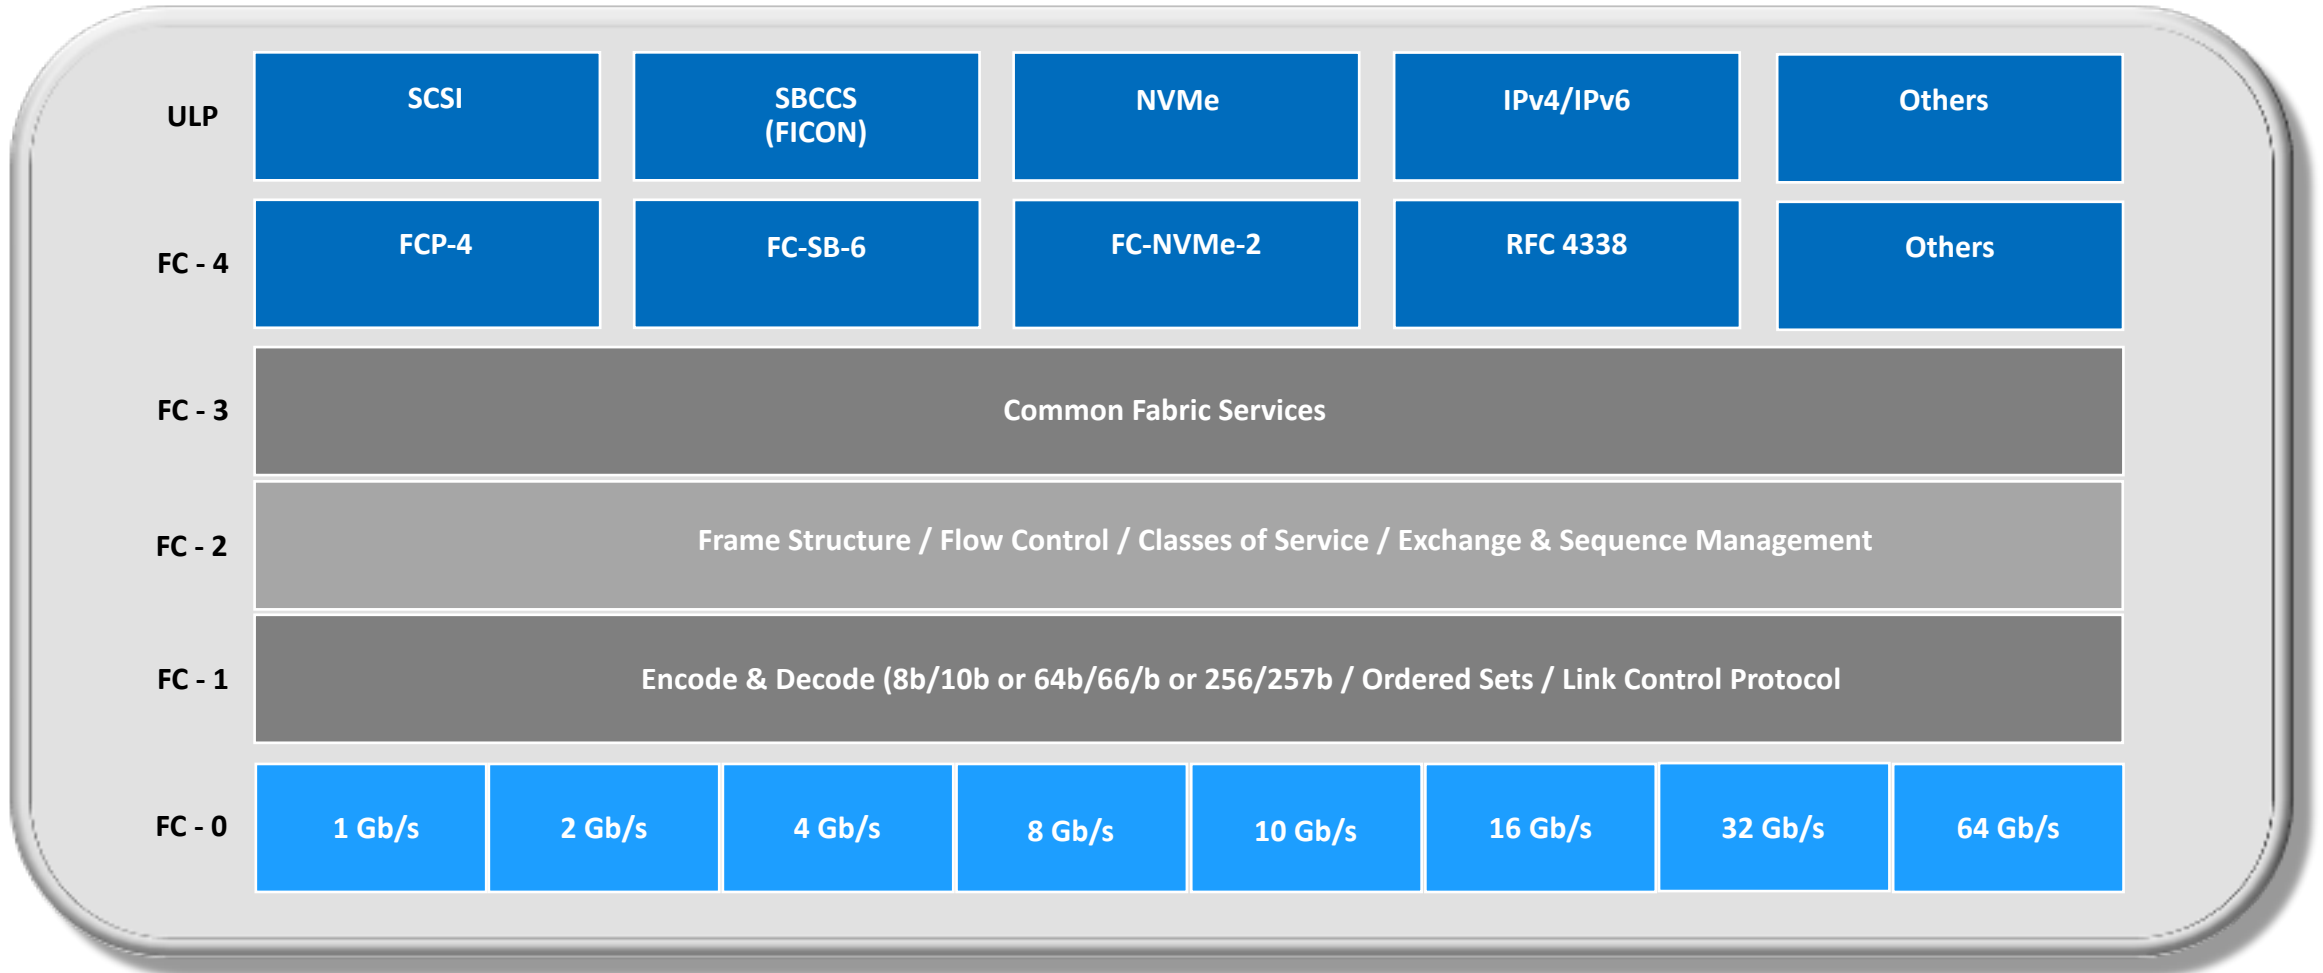 ULP
SCSI
SBCCS
(FICON)
NVMe
IPv4/IPv6
Others
FC - 4
FCP-4
FC-SB-6
FC-NVMe-2
RFC 4338
Others
FC - 3
Common Fabric Services
FC - 2
Frame Structure / Flow Control / Classes of Service / Exchange & Sequence Management
FC - 1
Encode & Decode (8b/10b or 64b/66/b or 256/257b / Ordered Sets / Link Control Protocol
FC - 0
1 Gb/s
2 Gb/s
4 Gb/s
8 Gb/s
10 Gb/s
16 Gb/s
32 Gb/s
64 Gb/s